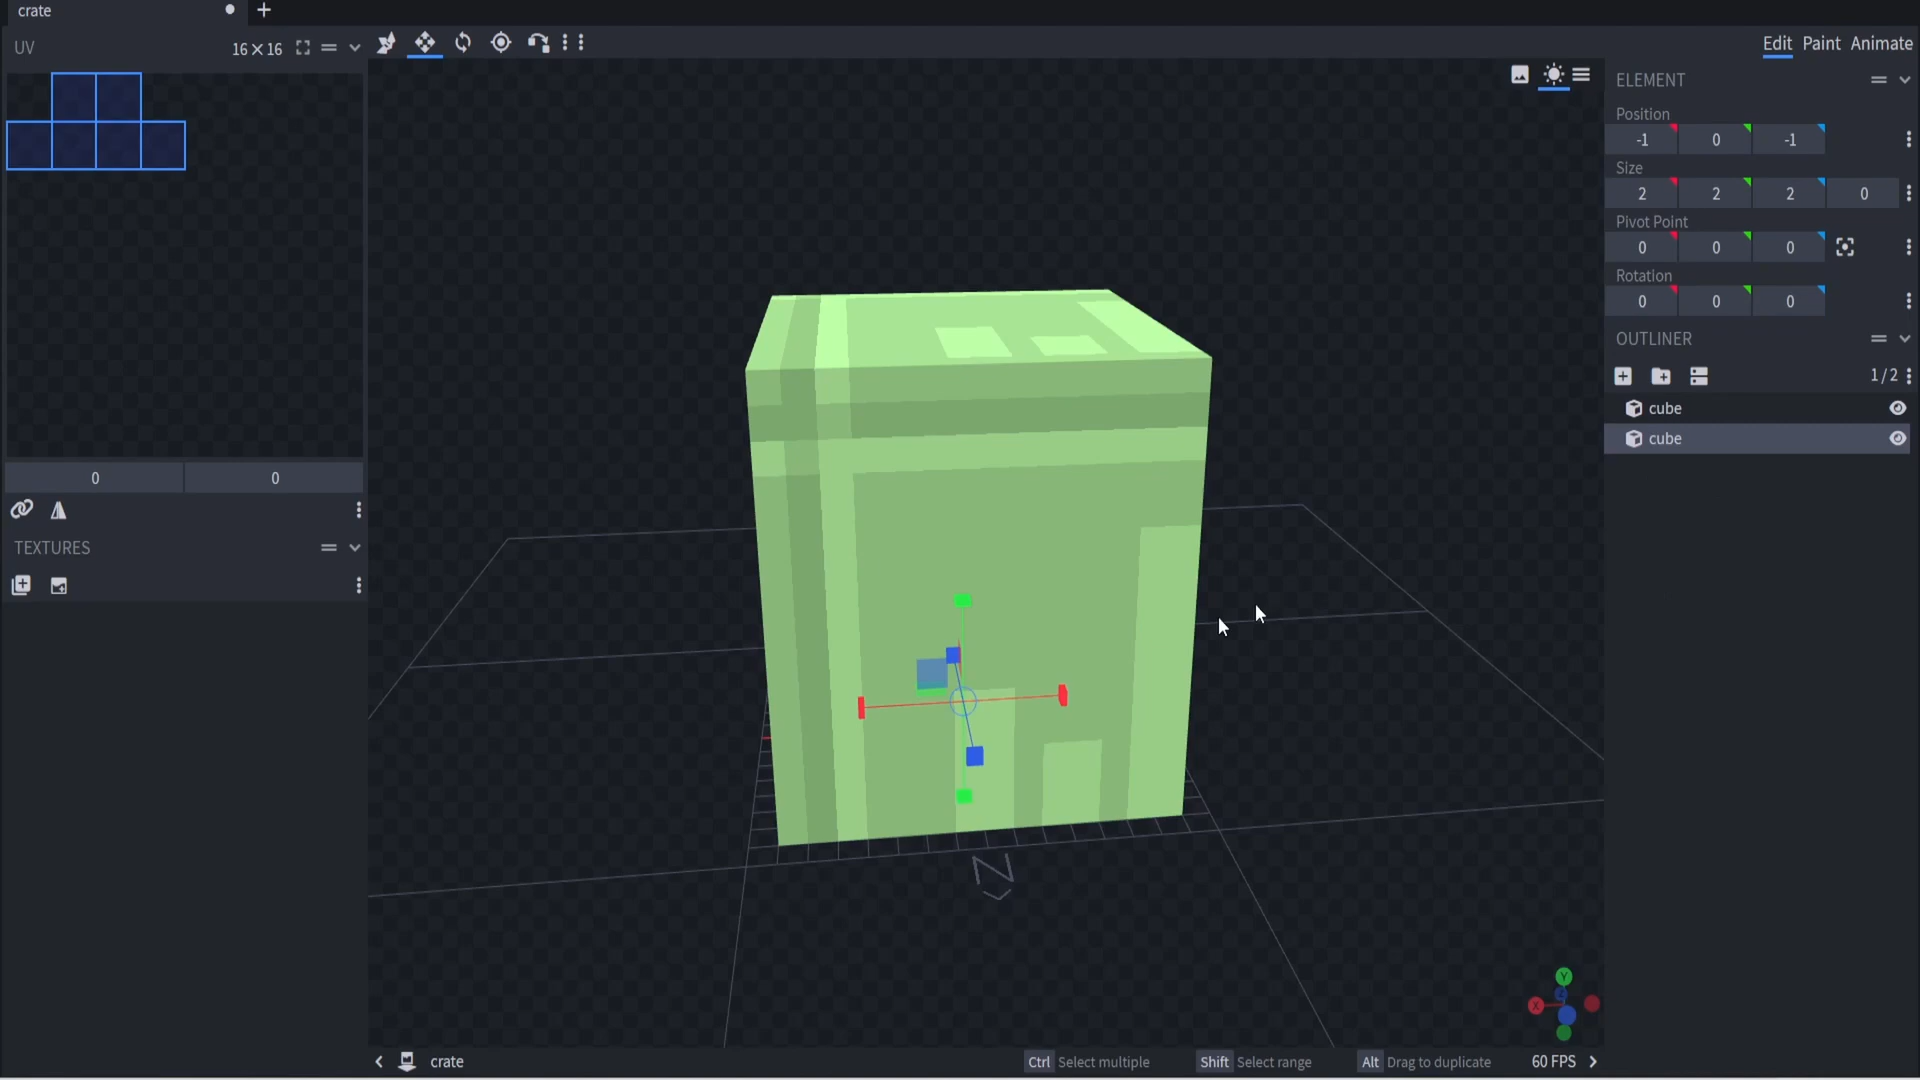 crate
UV
16×16
Edit Paint Animate
ELEMENT
Position
-1 0 -1
Size
2 2 2 0
Pivot Point
0 0 0
Rotation
0 0 0
OUTLINER
1/2
cube
cube
0 0
TEXTURES
N
Y
Z
X
crate
Ctrl Select multiple Shift Select range Alt Drag to duplicate 60 FPS